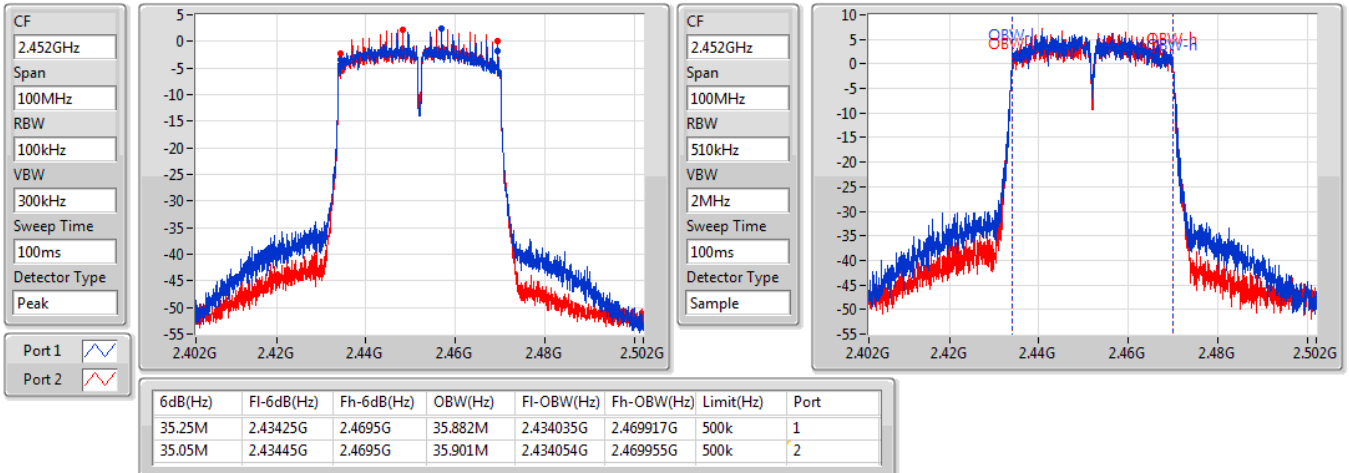 CF
2.452GHz
Span
100MHz
RBW
100kHz
VBW
300kHz
Sweep Time
100ms
Detector Type
Peak
5
0
-5
-10
-15
-20
-25
-30
-35
-40
-45
-50
-55
2.402G 2.42G 2.44G 2.46G 2.48G 2.502G
Port 1
Port 2
CF
2.452GHz
Span
100MHz
RBW
510kHz
VBW
2MHz
Sweep Time
100ms
Detector Type
Sample
10
5
0
-5
-10
-15
-20
-25
-30
-35
-40
-45
-50
-55
OBW-l OBW-h
OBW-l OBW-h
2.402G 2.42G 2.44G 2.46G 2.48G 2.502G
6dB(Hz) Fl-6dB(Hz) Fh-6dB(Hz) OBW(Hz) Fl-OBW(Hz) Fh-OBW(Hz) Limit(Hz) Port
35.25M 2.43425G 2.4695G 35.882M 2.434035G 2.469917G 500k 1
35.05M 2.43445G 2.4695G 35.901M 2.434054G 2.469955G 500k 2